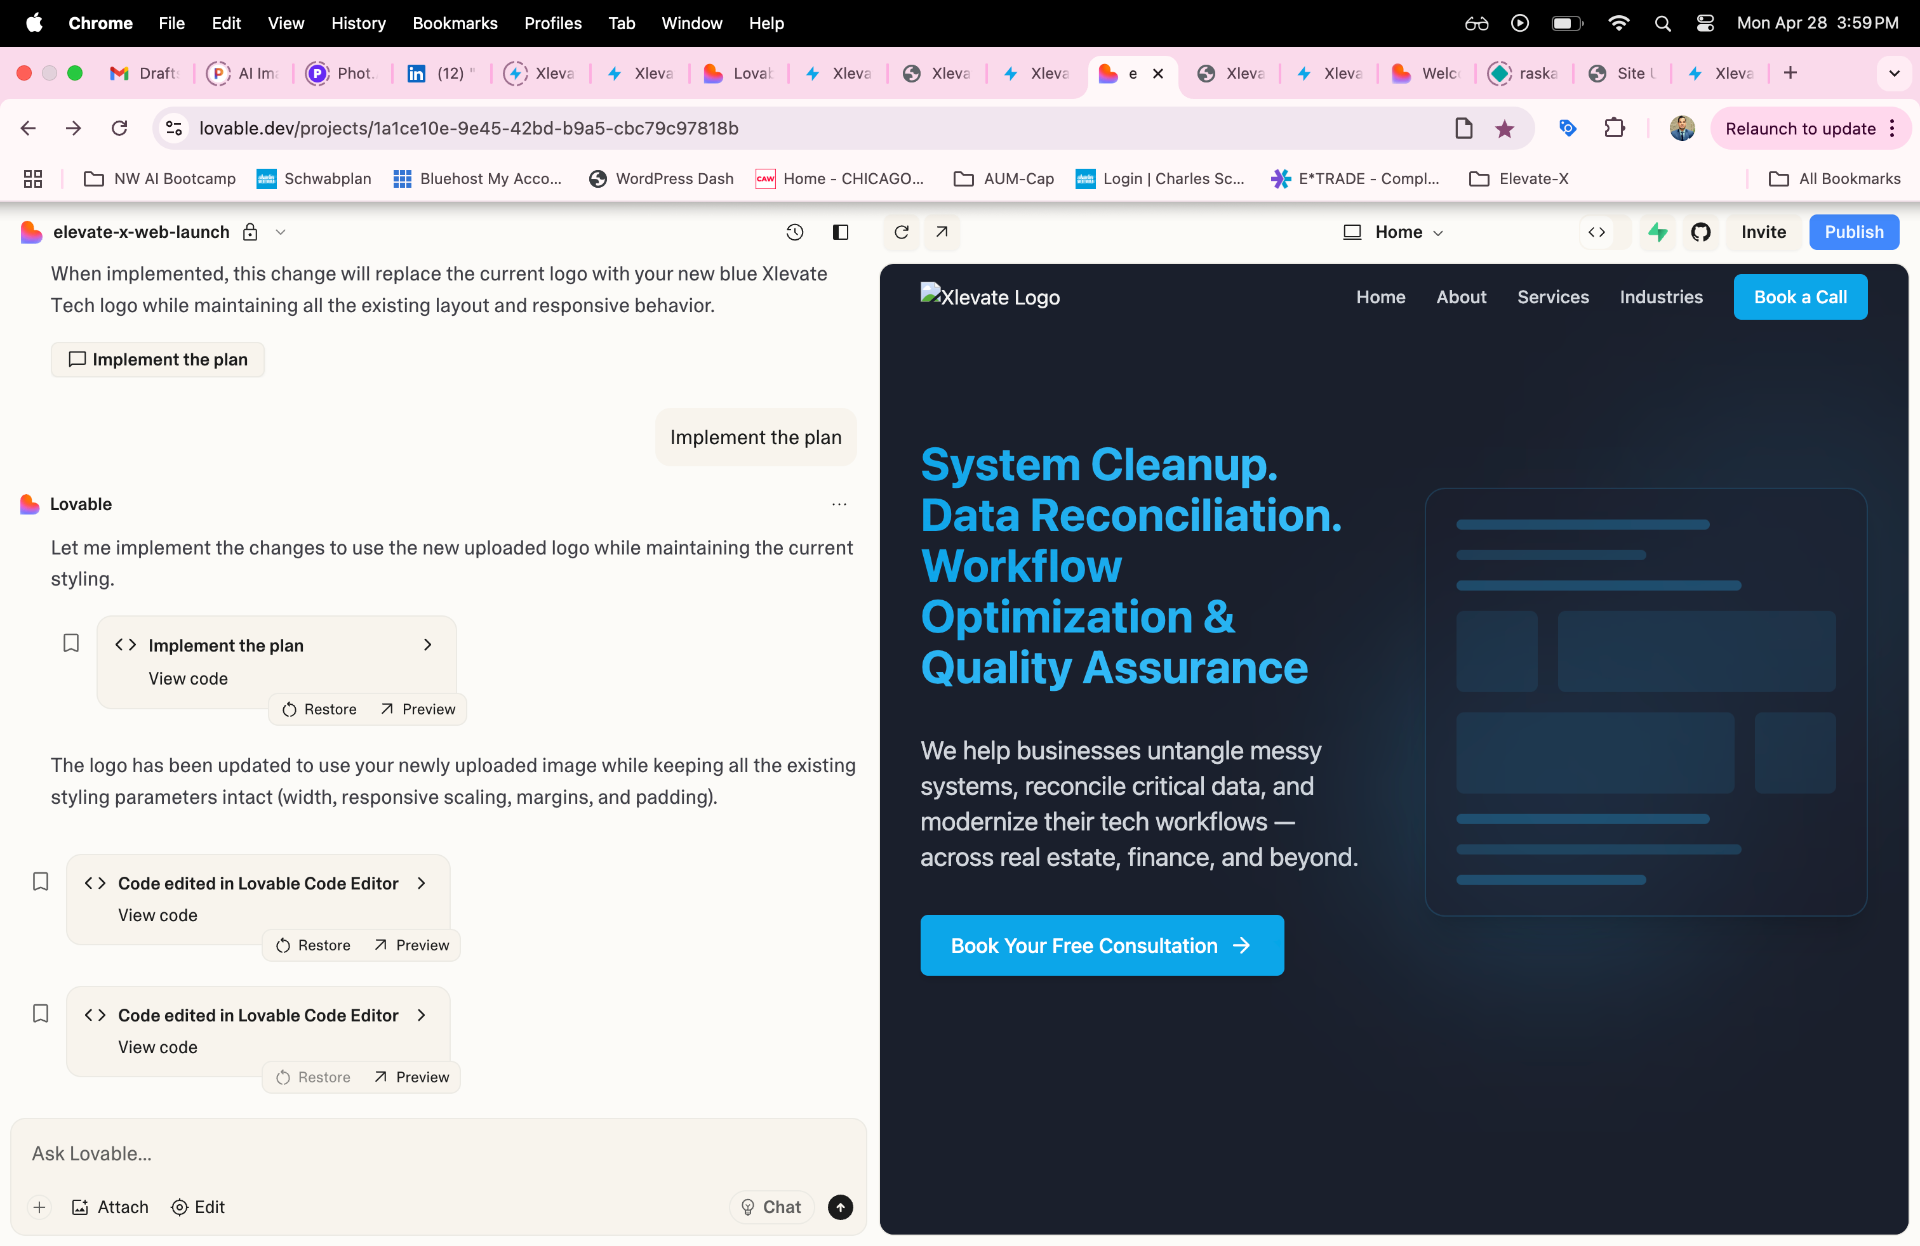 Chrome File Edit View History Bookmarks Profiles Tab Window Help Mon Apr 28 3:59 PM
Draft AI Ima Phot. (12) " Xleva Xleva Lovab Xleva Xleva Xleva e Xleva Xleva Welc raska Site U Xleva
lovable.dev/projects/1a1ce10e-9e45-42bd-b9a5-cbc79c97818b Relaunch to update
NW AI Bootcamp Schwabplan Bluehost My Acco... WordPress Dash CAW Home - CHICAGO... AUM-Cap Login | Charles Sc... E*TRADE - Compl... Elevate-X All Bookmarks
elevate-x-web-launch
When implemented, this change will replace the current logo with your new blue Xlevate
Tech logo while maintaining all the existing layout and responsive behavior.
Implement the plan
Implement the plan
Lovable
Let me implement the changes to use the new uploaded logo while maintaining the current
styling.
Implement the plan
View code
Restore Preview
The logo has been updated to use your newly uploaded image while keeping all the existing
styling parameters intact (width, responsive scaling, margins, and padding).
Code edited in Lovable Code Editor
View code
Restore Preview
Code edited in Lovable Code Editor
View code
Restore Preview
Ask Lovable...
Attach Edit Chat
Home Invite Publish
Xlevate Logo Home About Services Industries Book a Call
System Cleanup.
Data Reconciliation.
Workflow
Optimization &
Quality Assurance
We help businesses untangle messy
systems, reconcile critical data, and
modernize their tech workflows —
across real estate, finance, and beyond.
Book Your Free Consultation